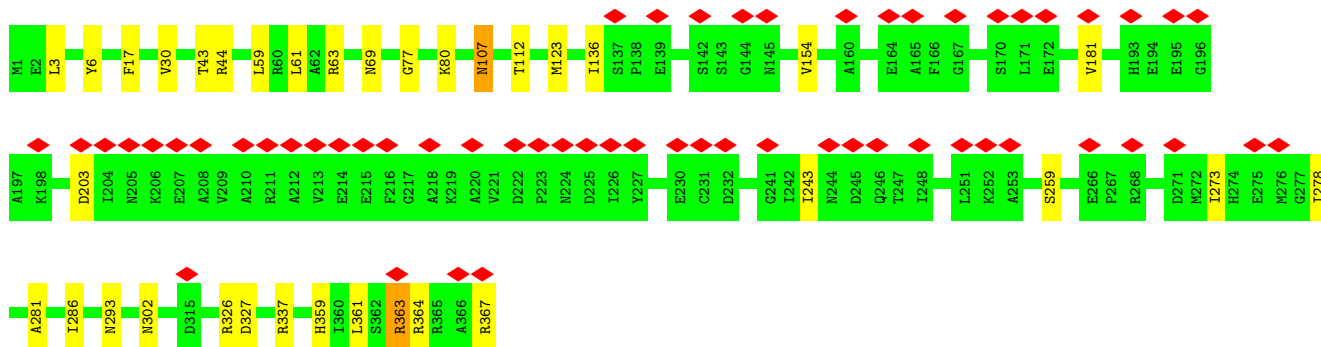 M1 E2 L3 Y6 F17 V30 T43 R44 L59 R60 L61 A62 R63 N69 G77 K80 N107 T112 M123 I136 S137 P138 E139 S142 S143 G144 N145 V154 A160 E164 A165 F166 G167 S170 L171 E172 V181 H193 E194 E195 G196
A197 K198 D203 I204 N205 K206 E207 A208 V209 A210 R211 A212 V213 E214 E215 F216 G217 A218 K219 A220 V221 D222 P223 N224 D225 I226 Y227 E230 C231 D232 G241 I242 I243 N244 D245 Q246 T247 I248 L251 K252 A253 S259 E266 P267 R268 D271 M272 I273 H274 E275 M276 G277
A281 I286 N293 N302 D315 R326 D327 R337 H359 I360 L361 S362 R363 R364 R365 A366 R367